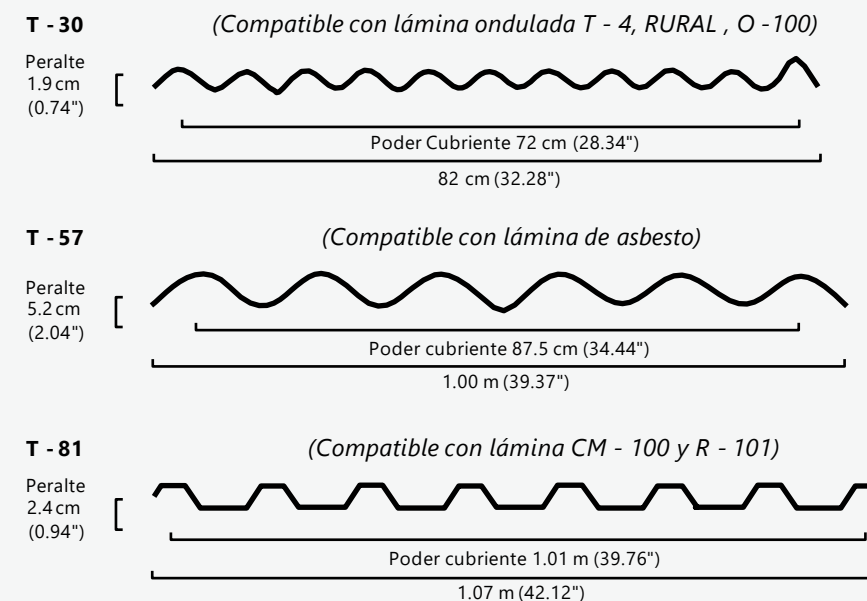 T - 30
(Compatible con lámina ondulada T - 4, RURAL , O -100)
Peralte
1.9 cm
(0.74")
Poder Cubriente 72 cm (28.34")
82 cm (32.28")
T - 57
(Compatible con lámina de asbesto)
Peralte
5.2 cm
(2.04")
Poder cubriente 87.5 cm (34.44")
1.00 m (39.37")
T - 81
(Compatible con lámina CM - 100 y R - 101)
Peralte
2.4 cm
(0.94")
Poder cubriente 1.01 m (39.76")
1.07 m (42.12")